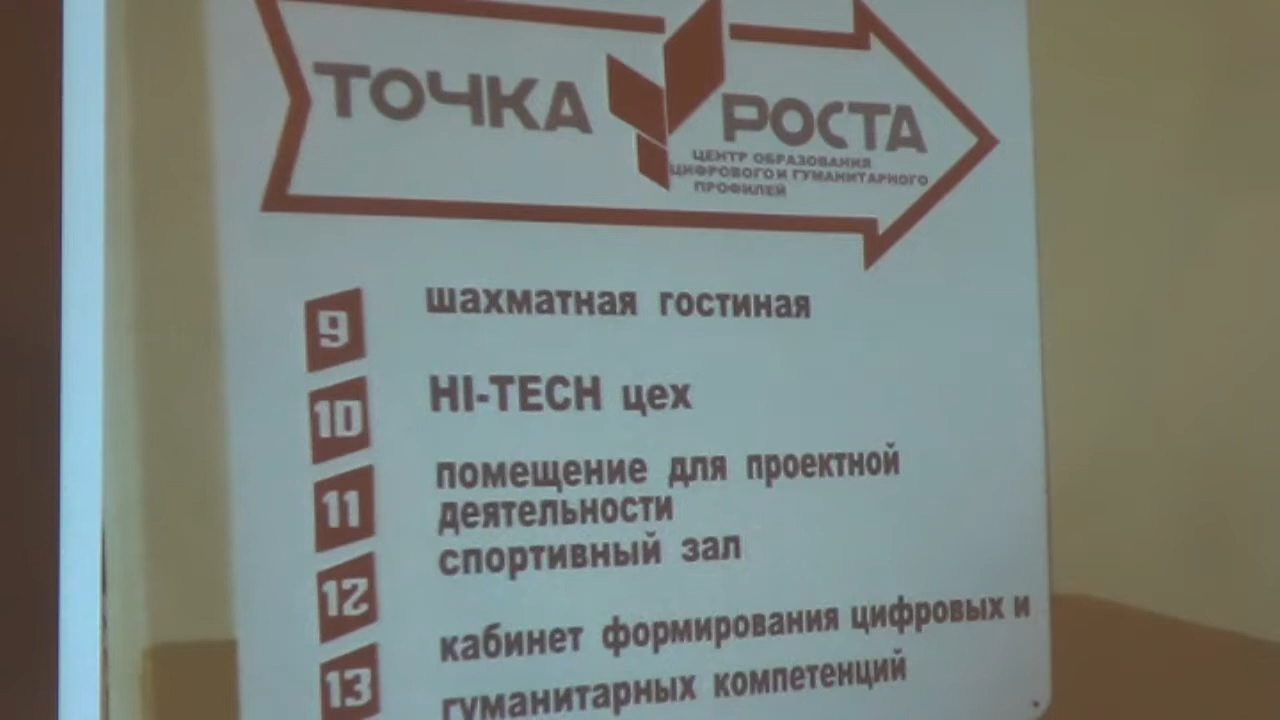 ТОЧКА РОСТА
ЦЕНТР ОБРАЗОВАНИЯ
ЦИФРОВОГО И ГУМАНИТАРНОГО
ПРОФИЛЕЙ
9 шахматная гостиная
10 HI-TECH цех
11 помещение для проектной
деятельности
12 спортивный зал
13 кабинет формирования цифровых и
гуманитарных компетенций